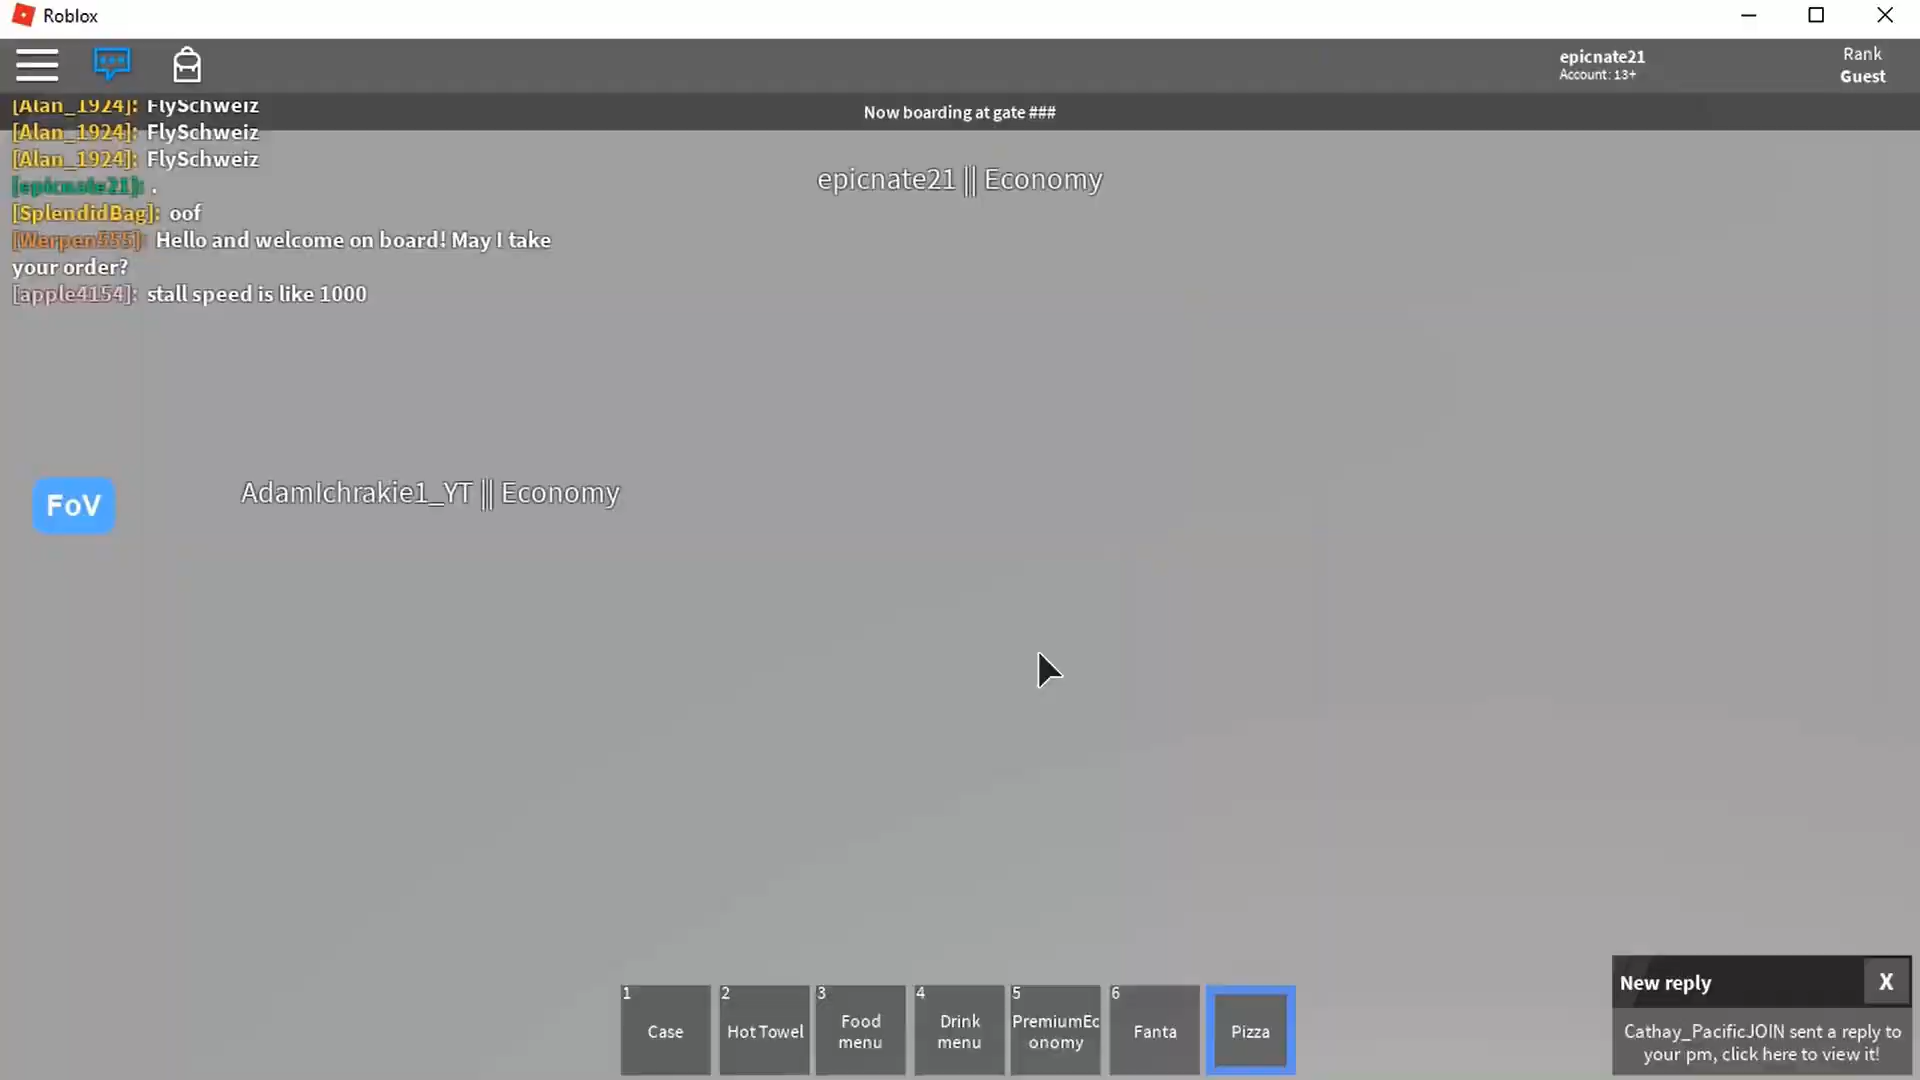 Roblox
epicnate21
Account: 13+
Rank
Guest
Now boarding at gate ###
[Alan_1924]: FlySchweiz
[Alan_1924]: FlySchweiz
[Alan_1924]: FlySchweiz
[epicnate21]: .
[SplendidBag]: oof
[Werpen555]: Hello and welcome on board! May I take
your order?
[apple4154]: stall speed is like 1000
epicnate21 || Economy
AdamIchrakie1_YT || Economy
FoV
1
Case
2
Hot Towel
3
Food
menu
4
Drink
menu
5
PremiumEc
onomy
6
Fanta
Pizza
New reply
X
Cathay_PacificJOIN sent a reply to
your pm, click here to view it!